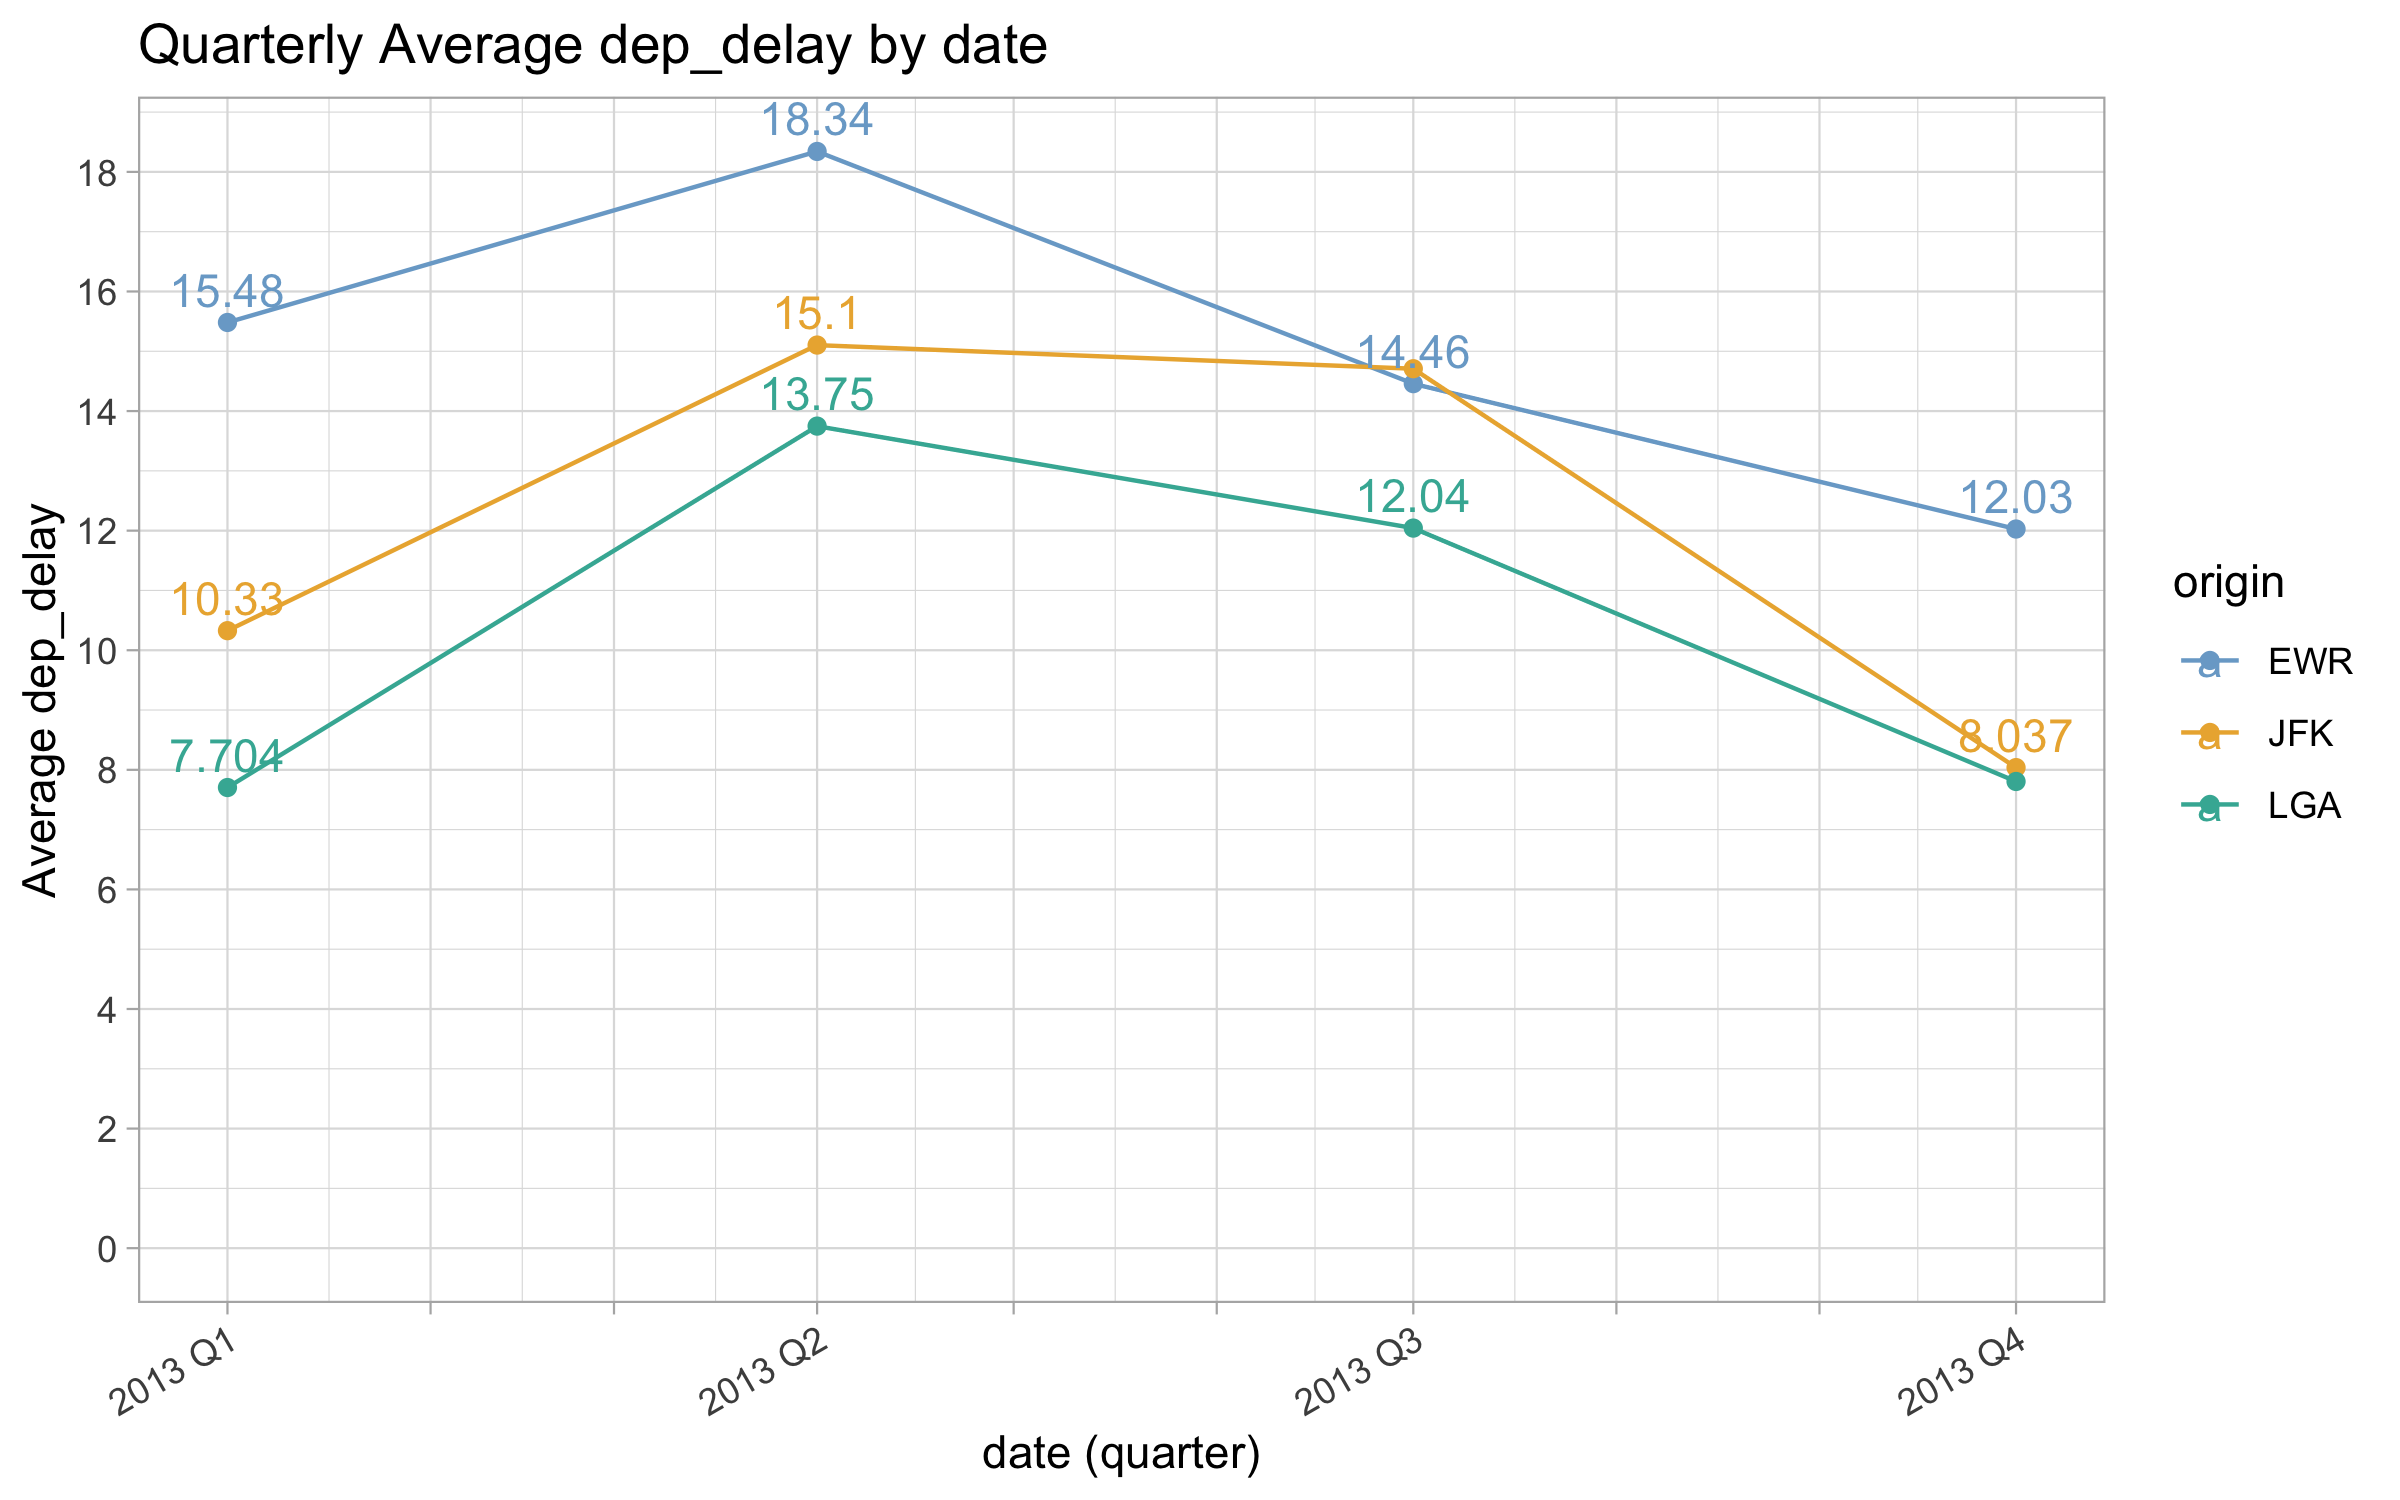 Quarterly Average dep_delay by date
Average dep_delay
18
16
14
12
10
8
6
4
2
0
18.34
15.48
15.1
14.46
13.75
12.04
12.03
10.33
8.037
7.704
2013 Q1
2013 Q2
2013 Q3
2013 Q4
date (quarter)
origin
a EWR
a JFK
a LGA